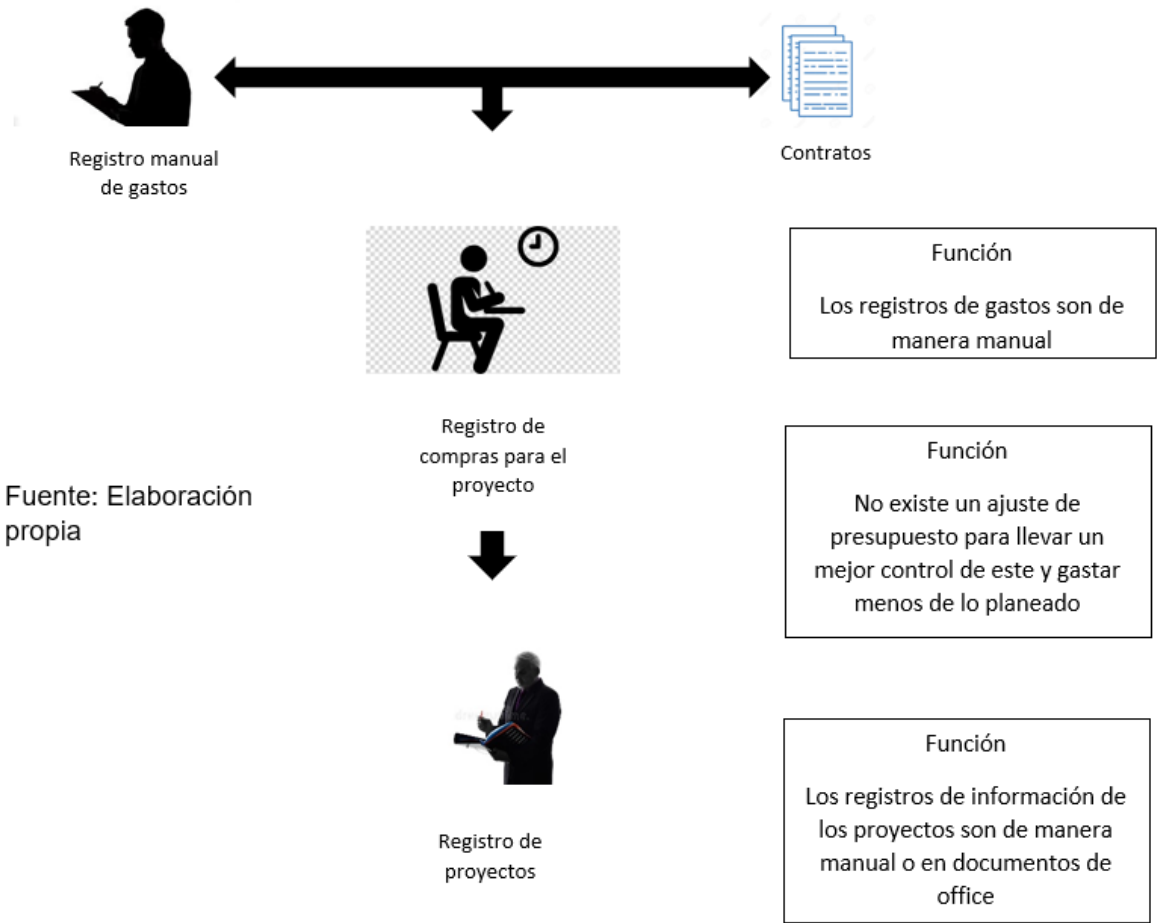 Registro manual
de gastos
Contratos
Función
Los registros de gastos son de
manera manual
Registro de
compras para el
proyecto
Fuente: Elaboración
propia
Función
No existe un ajuste de
presupuesto para llevar un
mejor control de este y gastar
menos de lo planeado
Registro de
proyectos
Función
Los registros de información de
los proyectos son de manera
manual o en documentos de
office